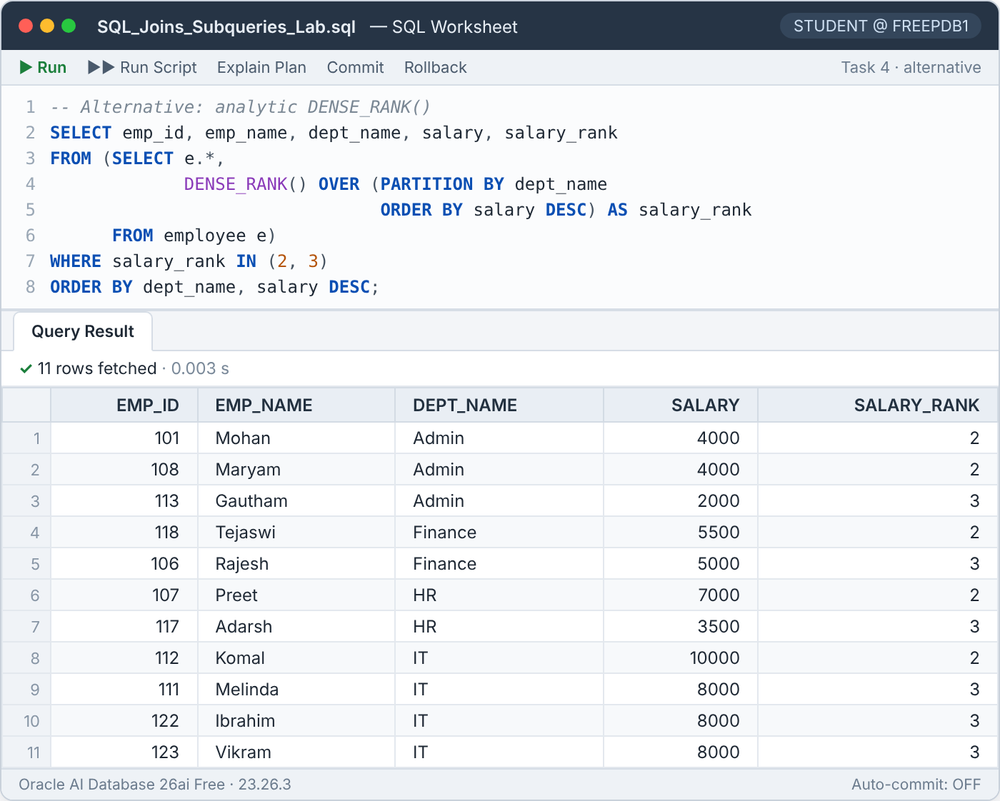 SQL_Joins_Subqueries_Lab.sql — SQL Worksheet STUDENT @ FREEPDB1
Run Run Script Explain Plan Commit Rollback Task 4 · alternative
1 -- Alternative: analytic DENSE_RANK()
2 SELECT emp_id, emp_name, dept_name, salary, salary_rank
3 FROM (SELECT e.*,
4 DENSE_RANK() OVER (PARTITION BY dept_name
5 ORDER BY salary DESC) AS salary_rank
6 FROM employee e)
7 WHERE salary_rank IN (2, 3)
8 ORDER BY dept_name, salary DESC;
Query Result
✓ 11 rows fetched · 0.003 s
EMP_ID EMP_NAME DEPT_NAME SALARY SALARY_RANK
1 101 Mohan Admin 4000 2
2 108 Maryam Admin 4000 2
3 113 Gautham Admin 2000 3
4 118 Tejaswi Finance 5500 2
5 106 Rajesh Finance 5000 3
6 107 Preet HR 7000 2
7 117 Adarsh HR 3500 3
8 112 Komal IT 10000 2
9 111 Melinda IT 8000 3
10 122 Ibrahim IT 8000 3
11 123 Vikram IT 8000 3
Oracle AI Database 26ai Free · 23.26.3 Auto-commit: OFF